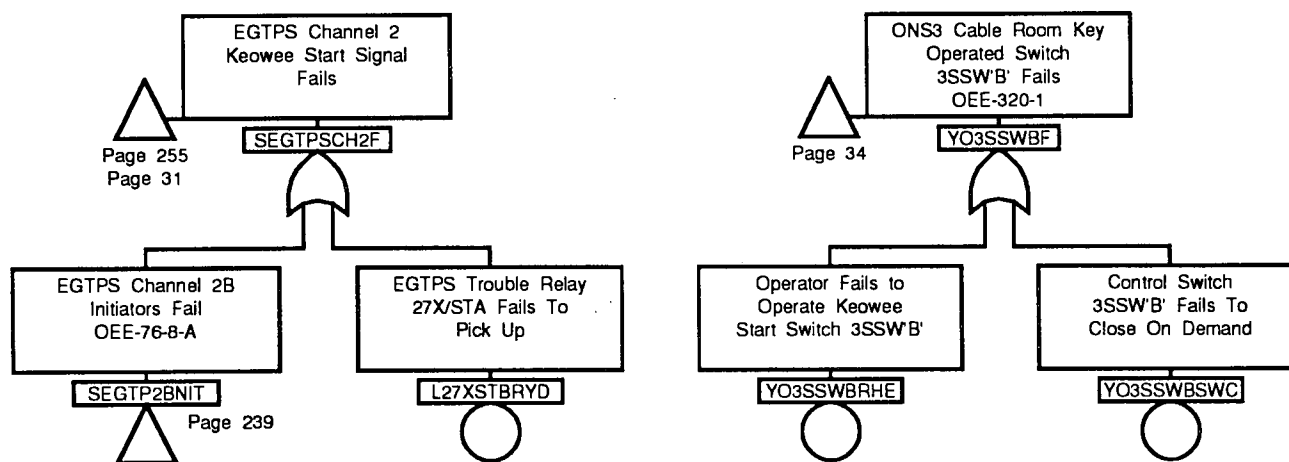 EGTPS Channel 2
Keowee Start Signal
Fails
Page 255
Page 31
SEGTPSCH2F
EGTPS Channel 2B
Initiators Fail
OEE-76-8-A
SEGTP2BNIT
Page 239
EGTPS Trouble Relay
27X/STA Fails To
Pick Up
L27XSTBRYD
ONS3 Cable Room Key
Operated Switch
3SSW'B' Fails
OEE-320-1
Page 34
YO3SSWBF
Operator Fails to
Operate Keowee
Start Switch 3SSW'B'
YO3SSWBRHE
Control Switch
3SSW'B' Fails To
Close On Demand
YO3SSWBSWC